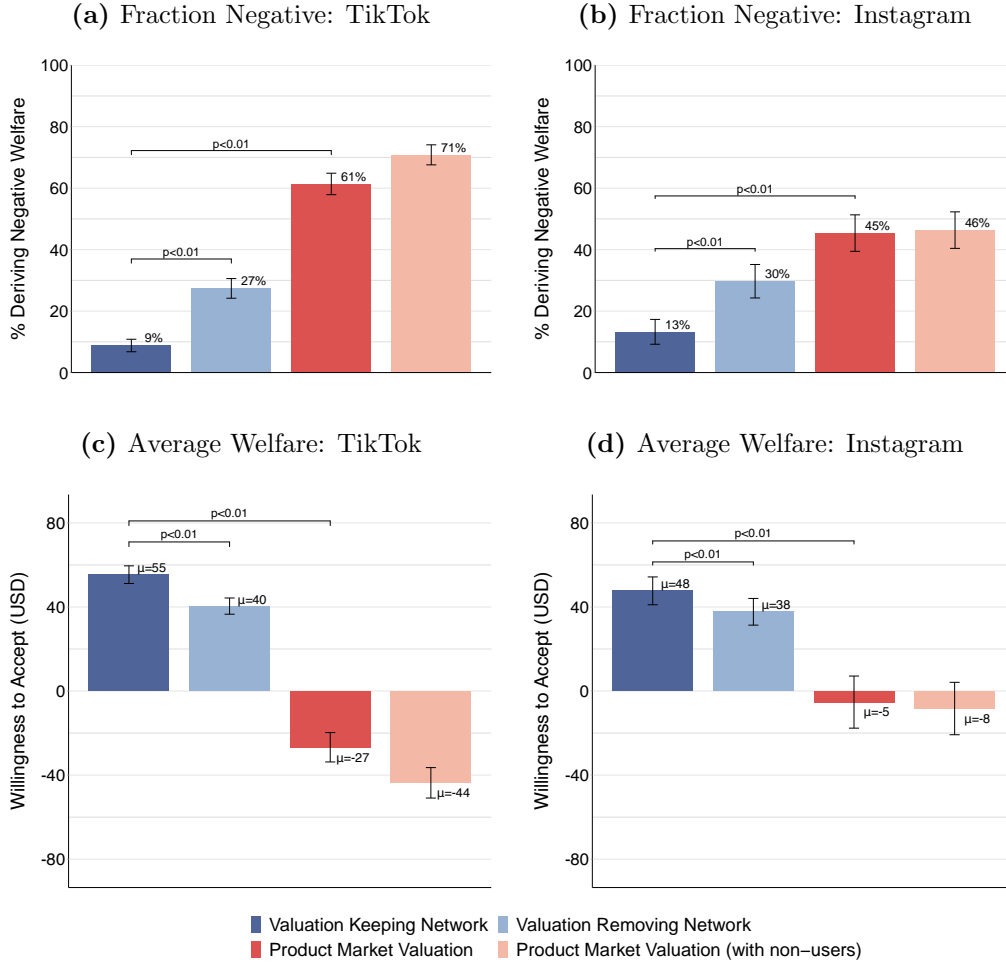 (a) Fraction Negative: TikTok
(b) Fraction Negative: Instagram
% Deriving Negative Welfare
100
80
60
40
20
0
p<0.01
p<0.01
9%
27%
61%
71%
% Deriving Negative Welfare
100
80
60
40
20
0
p<0.01
p<0.01
13%
30%
45%
46%
(c) Average Welfare: TikTok
(d) Average Welfare: Instagram
Willingness to Accept (USD)
80
40
0
-40
-80
p<0.01
p<0.01
μ=55
μ=40
μ=-27
μ=-44
Willingness to Accept (USD)
80
40
0
-40
-80
p<0.01
p<0.01
μ=48
μ=38
μ=-5
μ=-8
Valuation Keeping Network
Valuation Removing Network
Product Market Valuation
Product Market Valuation (with non−users)